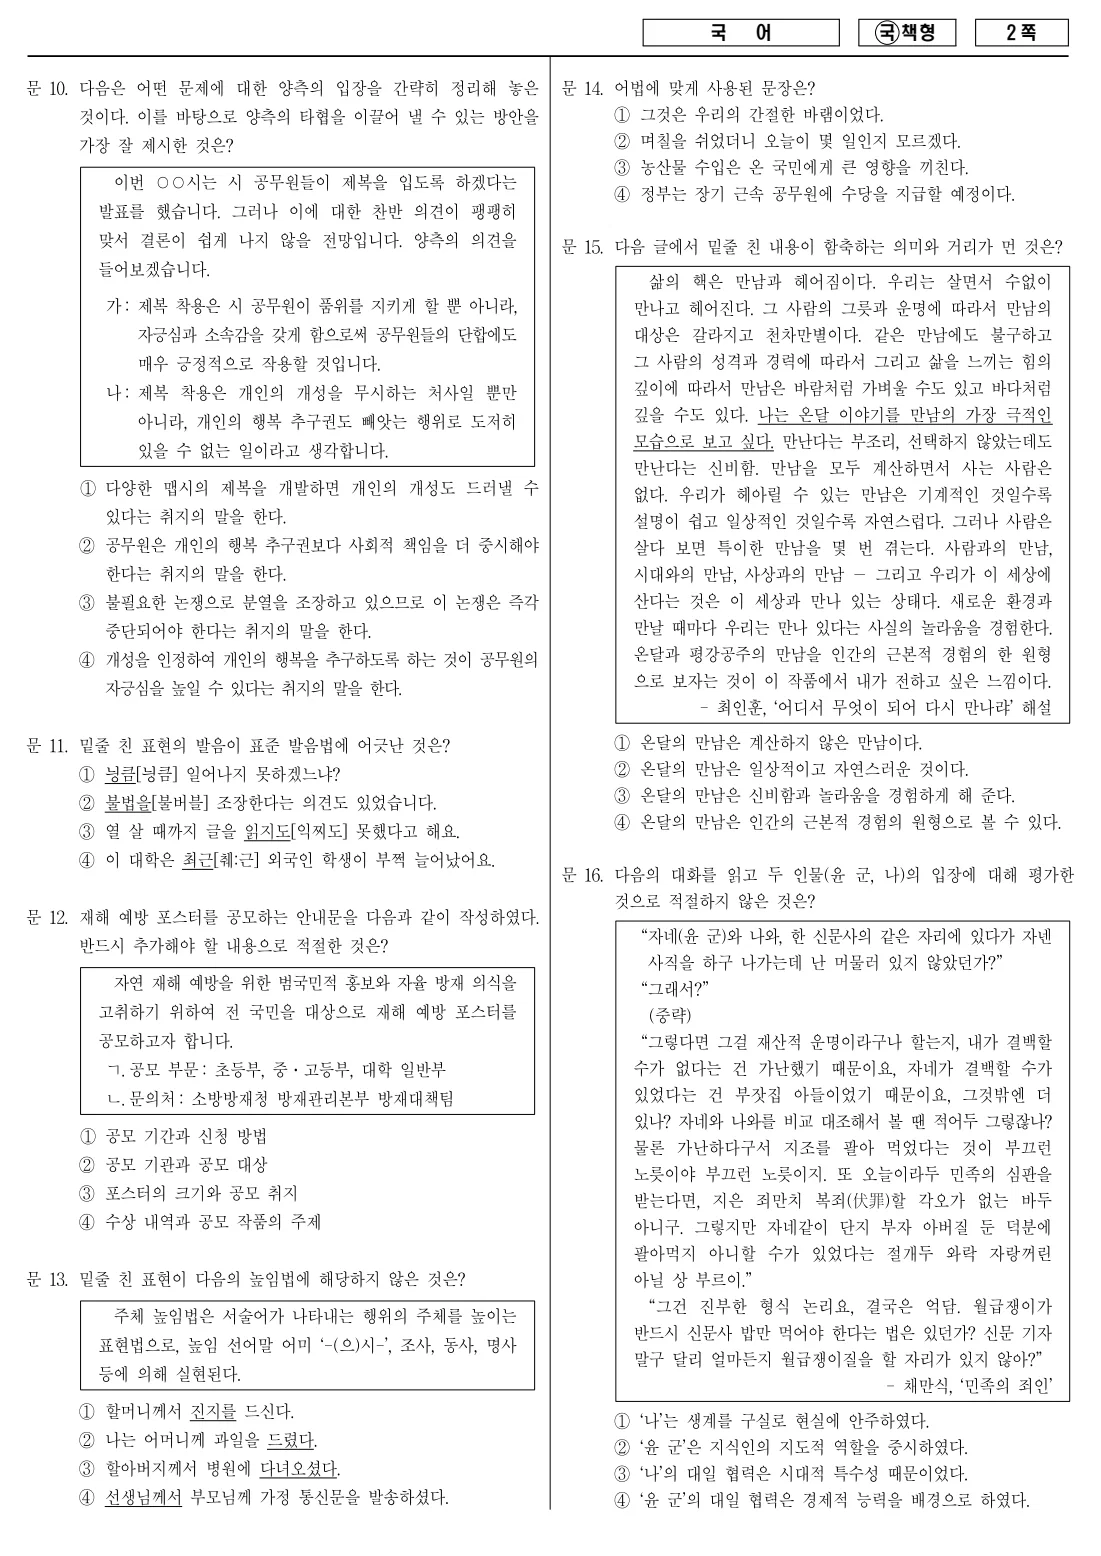 국 어
국책형
2쪽
문 10. 다음은 어떤 문제에 대한 양측의 입장을 간략히 정리해 놓은
것이다. 이를 바탕으로 양측의 타협을 이끌어 낼 수 있는 방안을
가장 잘 제시한 것은?
이번 ○○시는 시 공무원들이 제복을 입도록 하겠다는
발표를 했습니다. 그러나 이에 대한 찬반 의견이 팽팽히
맞서 결론이 쉽게 나지 않을 전망입니다. 양측의 의견을
들어보겠습니다.
가: 제복 착용은 시 공무원이 품위를 지키게 할 뿐 아니라,
자긍심과 소속감을 갖게 함으로써 공무원들의 단합에도
매우 긍정적으로 작용할 것입니다.
나: 제복 착용은 개인의 개성을 무시하는 처사일 뿐만
아니라, 개인의 행복 추구권도 빼앗는 행위로 도저히
있을 수 없는 일이라고 생각합니다.
① 다양한 맵시의 제복을 개발하면 개인의 개성도 드러낼 수
있다는 취지의 말을 한다.
② 공무원은 개인의 행복 추구권보다 사회적 책임을 더 중시해야
한다는 취지의 말을 한다.
③ 불필요한 논쟁으로 분열을 조장하고 있으므로 이 논쟁은 즉각
중단되어야 한다는 취지의 말을 한다.
④ 개성을 인정하여 개인의 행복을 추구하도록 하는 것이 공무원의
자긍심을 높일 수 있다는 취지의 말을 한다.
문 11. 밑줄 친 표현의 발음이 표준 발음법에 어긋난 것은?
① 닁큼[닝큼] 일어나지 못하겠느냐?
② 불법을[불버블] 조장한다는 의견도 있었습니다.
③ 열 살 때까지 글을 읽지도[익찌도] 못했다고 해요.
④ 이 대학은 최근[췌:근] 외국인 학생이 부쩍 늘어났어요.
문 12. 재해 예방 포스터를 공모하는 안내문을 다음과 같이 작성하였다.
반드시 추가해야 할 내용으로 적절한 것은?
자연 재해 예방을 위한 범국민적 홍보와 자율 방재 의식을
고취하기 위하여 전 국민을 대상으로 재해 예방 포스터를
공모하고자 합니다.
ㄱ. 공모 부문: 초등부, 중·고등부, 대학 일반부
ㄴ. 문의처: 소방방재청 방재관리본부 방재대책팀
① 공모 기간과 신청 방법
② 공모 기관과 공모 대상
③ 포스터의 크기와 공모 취지
④ 수상 내역과 공모 작품의 주제
문 13. 밑줄 친 표현이 다음의 높임법에 해당하지 않은 것은?
주체 높임법은 서술어가 나타내는 행위의 주체를 높이는
표현법으로, 높임 선어말 어미 ‘-(으)시-’, 조사, 동사, 명사
등에 의해 실현된다.
① 할머니께서 진지를 드신다.
② 나는 어머니께 과일을 드렸다.
③ 할아버지께서 병원에 다녀오셨다.
④ 선생님께서 부모님께 가정 통신문을 발송하셨다.
문 14. 어법에 맞게 사용된 문장은?
① 그것은 우리의 간절한 바램이었다.
② 며칠을 쉬었더니 오늘이 몇 일인지 모르겠다.
③ 농산물 수입은 온 국민에게 큰 영향을 끼친다.
④ 정부는 장기 근속 공무원에 수당을 지급할 예정이다.
문 15. 다음 글에서 밑줄 친 내용이 함축하는 의미와 거리가 먼 것은?
삶의 핵은 만남과 헤어짐이다. 우리는 살면서 수없이
만나고 헤어진다. 그 사람의 그릇과 운명에 따라서 만남의
대상은 갈라지고 천차만별이다. 같은 만남에도 불구하고
그 사람의 성격과 경력에 따라서 그리고 삶을 느끼는 힘의
깊이에 따라서 만남은 바람처럼 가벼울 수도 있고 바다처럼
깊을 수도 있다. 나는 온달 이야기를 만남의 가장 극적인
모습으로 보고 싶다. 만난다는 부조리, 선택하지 않았는데도
만난다는 신비함. 만남을 모두 계산하면서 사는 사람은
없다. 우리가 헤아릴 수 있는 만남은 기계적인 것일수록
설명이 쉽고 일상적인 것일수록 자연스럽다. 그러나 사람은
살다 보면 특이한 만남을 몇 번 겪는다. 사람과의 만남,
시대와의 만남, 사상과의 만남 — 그리고 우리가 이 세상에
산다는 것은 이 세상과 만나 있는 상태다. 새로운 환경과
만날 때마다 우리는 만나 있다는 사실의 놀라움을 경험한다.
온달과 평강공주의 만남을 인간의 근본적 경험의 한 원형
으로 보자는 것이 이 작품에서 내가 전하고 싶은 느낌이다.
- 최인훈, ‘어디서 무엇이 되어 다시 만나랴’ 해설
① 온달의 만남은 계산하지 않은 만남이다.
② 온달의 만남은 일상적이고 자연스러운 것이다.
③ 온달의 만남은 신비함과 놀라움을 경험하게 해 준다.
④ 온달의 만남은 인간의 근본적 경험의 원형으로 볼 수 있다.
문 16. 다음의 대화를 읽고 두 인물(윤 군, 나)의 입장에 대해 평가한
것으로 적절하지 않은 것은?
“자네(윤 군)와 나와, 한 신문사의 같은 자리에 있다가 자넨
사직을 하구 나가는데 난 머물러 있지 않았던가?”
“그래서?”
(중략)
“그렇다면 그걸 재산적 운명이라구나 할는지, 내가 결백할
수가 없다는 건 가난했기 때문이요, 자네가 결백할 수가
있었다는 건 부잣집 아들이었기 때문이요, 그것밖엔 더
있나? 자네와 나와를 비교 대조해서 볼 땐 적어두 그렇잖나?
물론 가난하다구서 지조를 팔아 먹었다는 것이 부끄런
노릇이야 부끄런 노릇이지. 또 오늘이라두 민족의 심판을
받는다면, 지은 죄만치 복죄(伏罪)할 각오가 없는 바두
아니구. 그렇지만 자네같이 단지 부자 아버질 둔 덕분에
팔아먹지 아니할 수가 있었다는 절개두 와락 자랑꺼린
아닐 상 부르이.”
“그건 진부한 형식 논리요, 결국은 억담. 월급쟁이가
반드시 신문사 밥만 먹어야 한다는 법은 있던가? 신문 기자
말구 달리 얼마든지 월급쟁이질을 할 자리가 있지 않아?”
- 채만식, ‘민족의 죄인’
① ‘나’는 생계를 구실로 현실에 안주하였다.
② ‘윤 군’은 지식인의 지도적 역할을 중시하였다.
③ ‘나’의 대일 협력은 시대적 특수성 때문이었다.
④ ‘윤 군’의 대일 협력은 경제적 능력을 배경으로 하였다.